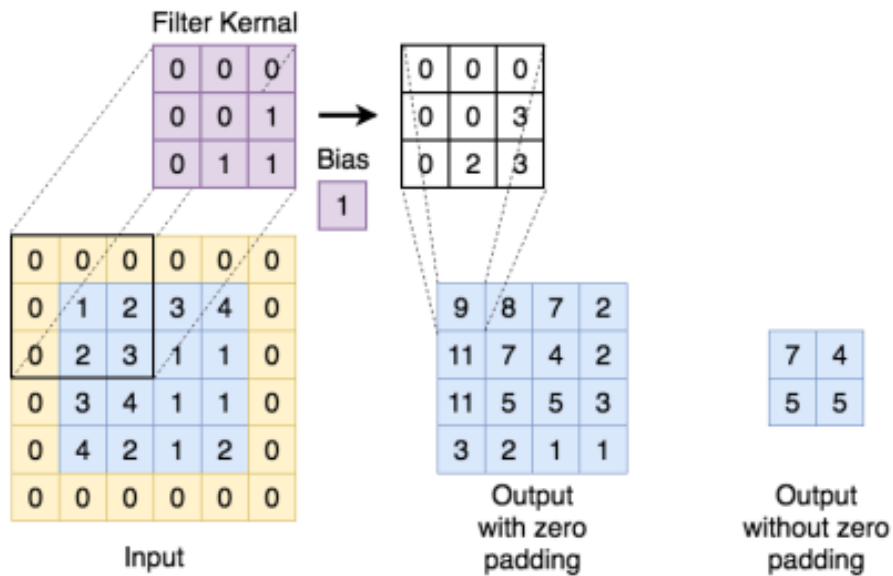 Filter Kernal
0 0 0
0 0 1
0 1 1
Bias
1
0 0 0
0 0 3
0 2 3
0 0 0 0 0 0
0 1 2 3 4 0
0 2 3 1 1 0
0 3 4 1 1 0
0 4 2 1 2 0
0 0 0 0 0 0
Input
9 8 7 2
11 7 4 2
11 5 5 3
3 2 1 1
Output
with zero
padding
7 4
5 5
Output
without zero
padding